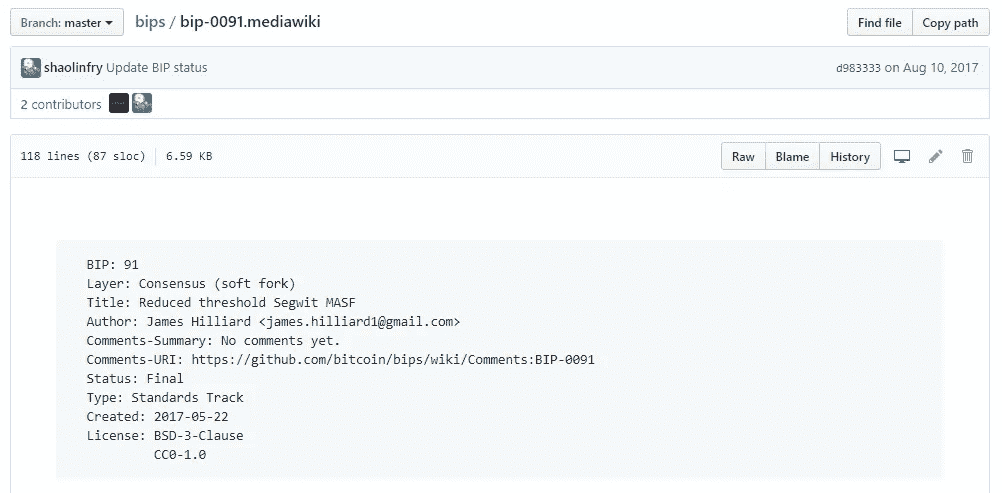 Branch: master bips / bip-0091.mediawiki Find file Copy path
shaolinfry Update BIP status d983333 on Aug 10, 2017
2 contributors
118 lines (87 sloc) 6.59 KB Raw Blame History
BIP: 91
Layer: Consensus (soft fork)
Title: Reduced threshold Segwit MASF
Author: James Hilliard <james.hilliard1@gmail.com>
Comments-Summary: No comments yet.
Comments-URI: https://github.com/bitcoin/bips/wiki/Comments:BIP-0091
Status: Final
Type: Standards Track
Created: 2017-05-22
License: BSD-3-Clause
CC0-1.0